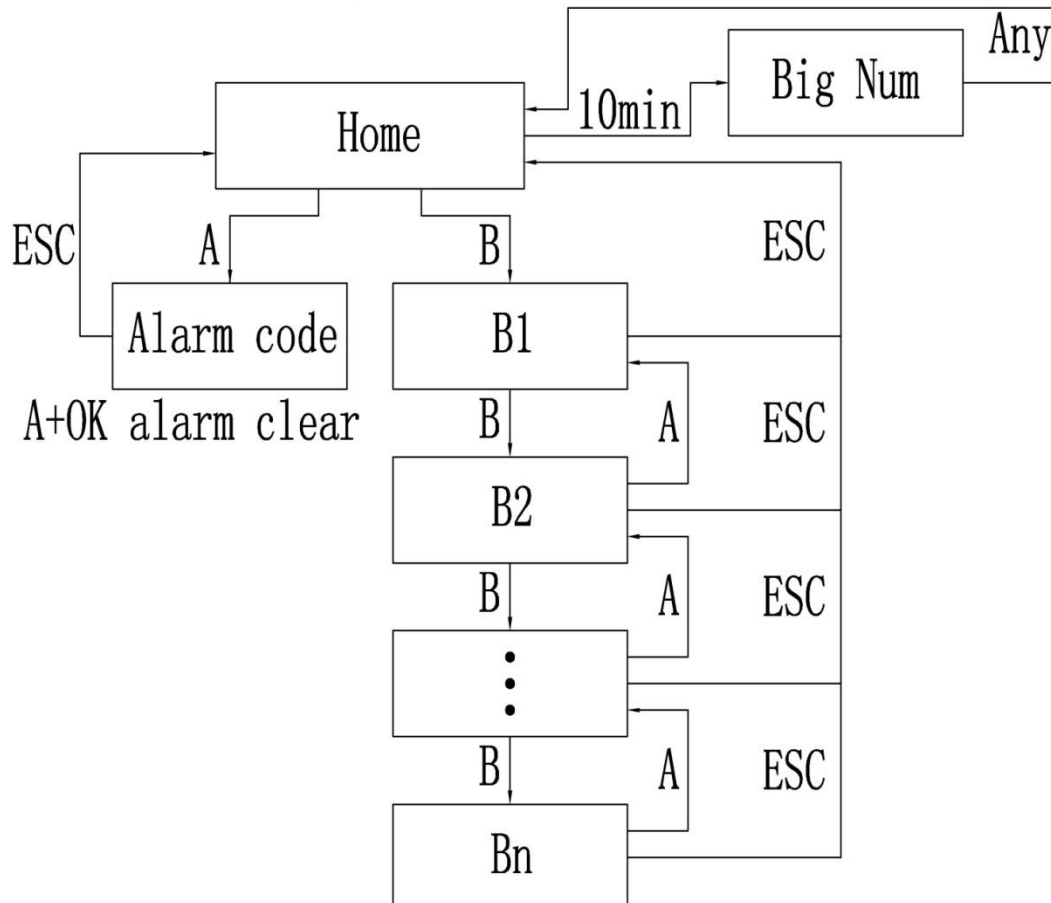 Any
Big Num
10min
Home
ESC
A
B
ESC
Alarm code
B1
A+OK alarm clear
B
A
ESC
B2
B
A
ESC
B
A
ESC
Bn